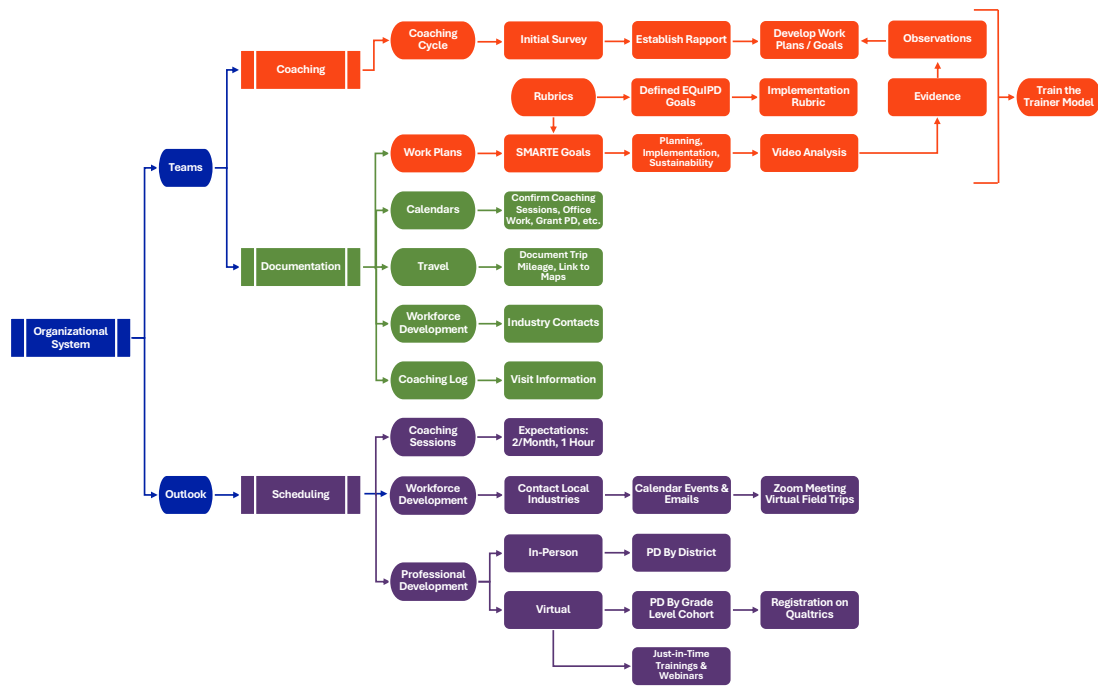 Coaching
Cycle
Initial Survey
Establish Rapport
Develop Work
Plans / Goals
Observations
Coaching
Rubrics
Defined EQuIPD
Goals
Implementation
Rubric
Evidence
Train the
Trainer Model
Teams
Work Plans
SMARTE Goals
Planning,
Implementation,
Sustainability
Video Analysis
Calendars
Confirm Coaching
Sessions, Office
Work, Grant PD, etc.
Documentation
Travel
Document Trip
Mileage, Link to
Maps
Organizational
System
Workforce
Development
Industry Contacts
Coaching Log
Visit Information
Coaching
Sessions
Expectations:
2/Month, 1 Hour
Outlook
Scheduling
Workforce
Development
Contact Local
Industries
Calendar Events &
Emails
Zoom Meeting
Virtual Field Trips
Professional
Development
In-Person
PD By District
Virtual
PD By Grade
Level Cohort
Registration on
Qualtrics
Just-in-Time
Trainings &
Webinars